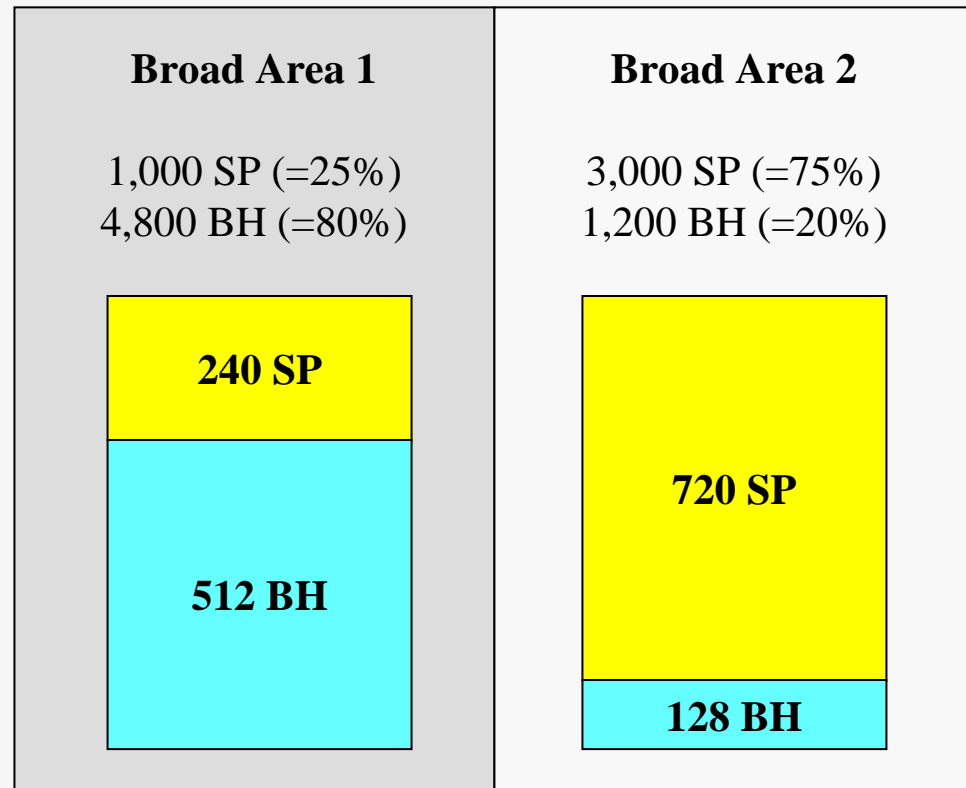 Broad Area 1
1,000 SP (=25%)
4,800 BH (=80%)
240 SP
512 BH
Broad Area 2
3,000 SP (=75%)
1,200 BH (=20%)
720 SP
128 BH